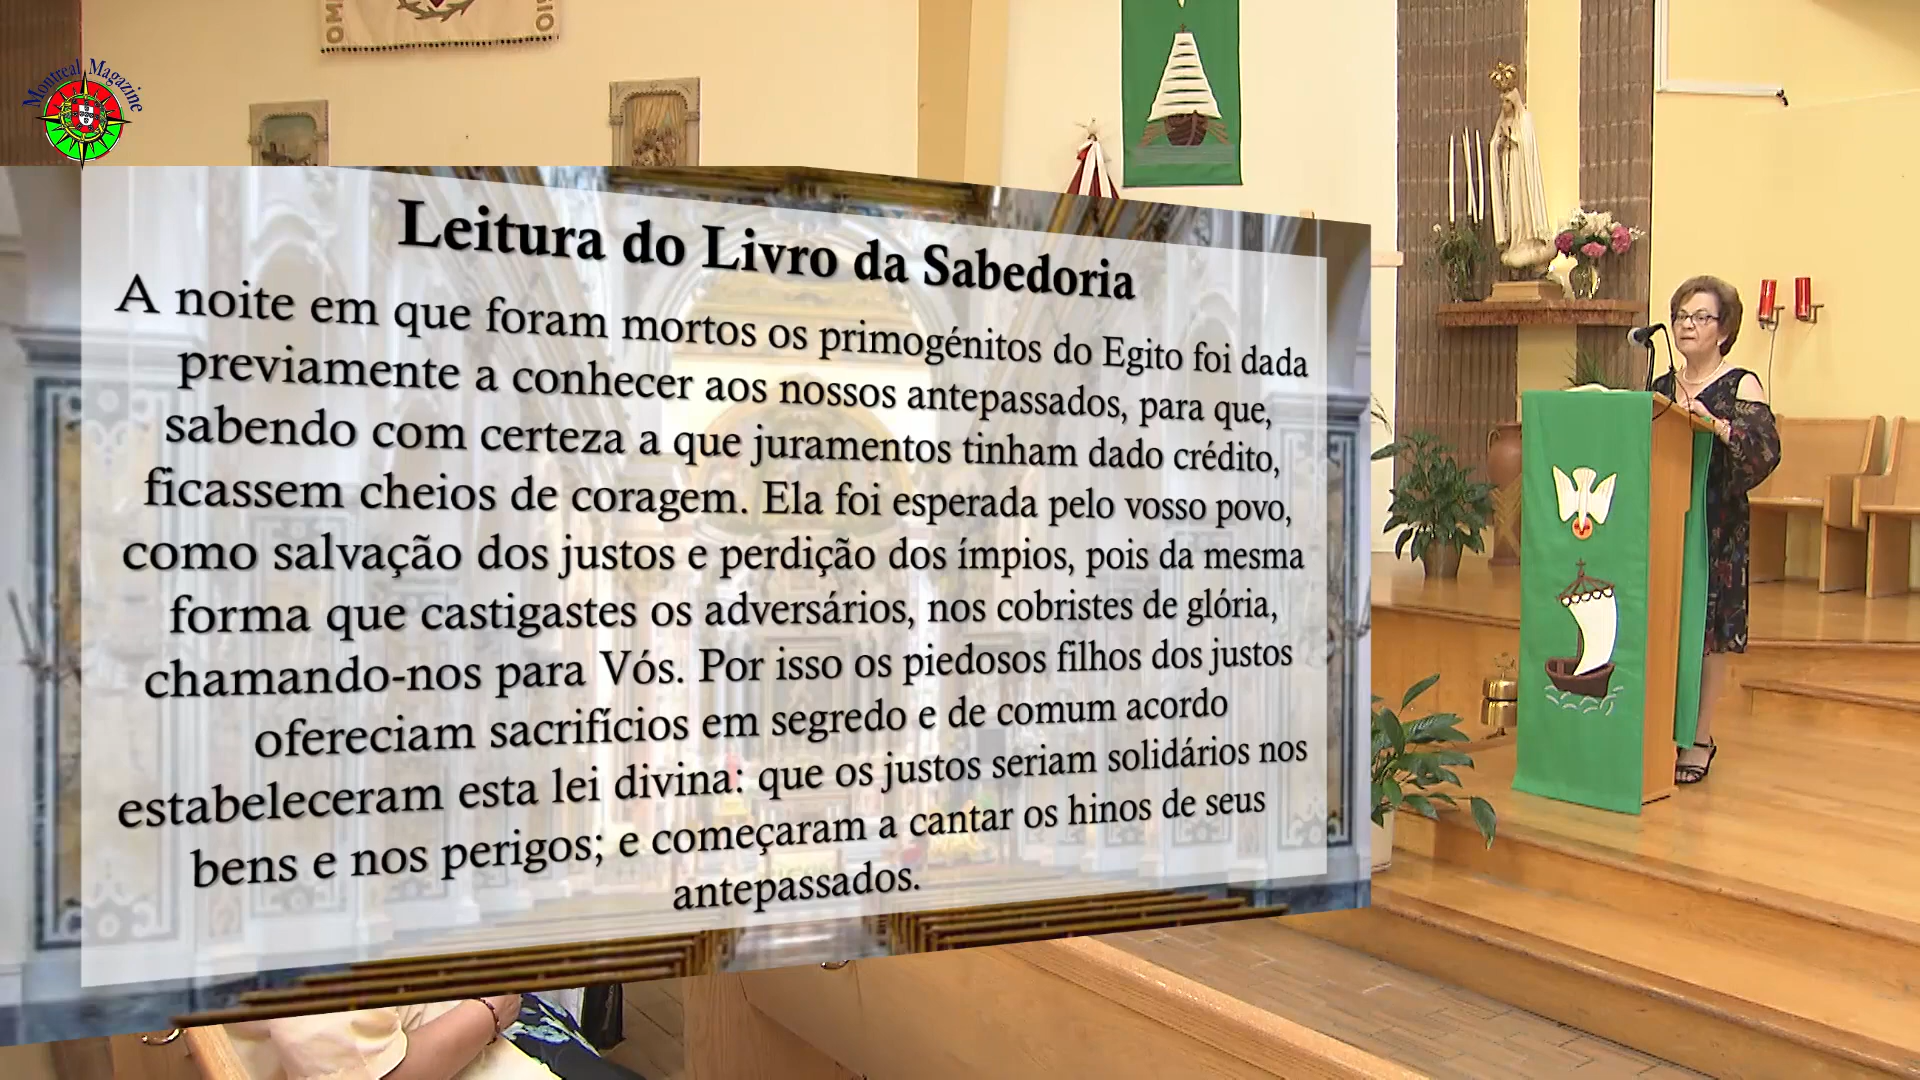 Montreal Magazine
Leitura do Livro da Sabedoria
A noite em que foram mortos os primogénitos do Egito foi dada
previamente a conhecer aos nossos antepassados, para que,
sabendo com certeza a que juramentos tinham dado crédito,
ficassem cheios de coragem. Ela foi esperada pelo vosso povo,
como salvação dos justos e perdição dos ímpios, pois da mesma
forma que castigastes os adversários, nos cobristes de glória,
chamando-nos para Vós. Por isso os piedosos filhos dos justos
ofereciam sacrifícios em segredo e de comum acordo
estabeleceram esta lei divina: que os justos seriam solidários nos
bens e nos perigos; e começaram a cantar os hinos de seus
antepassados.